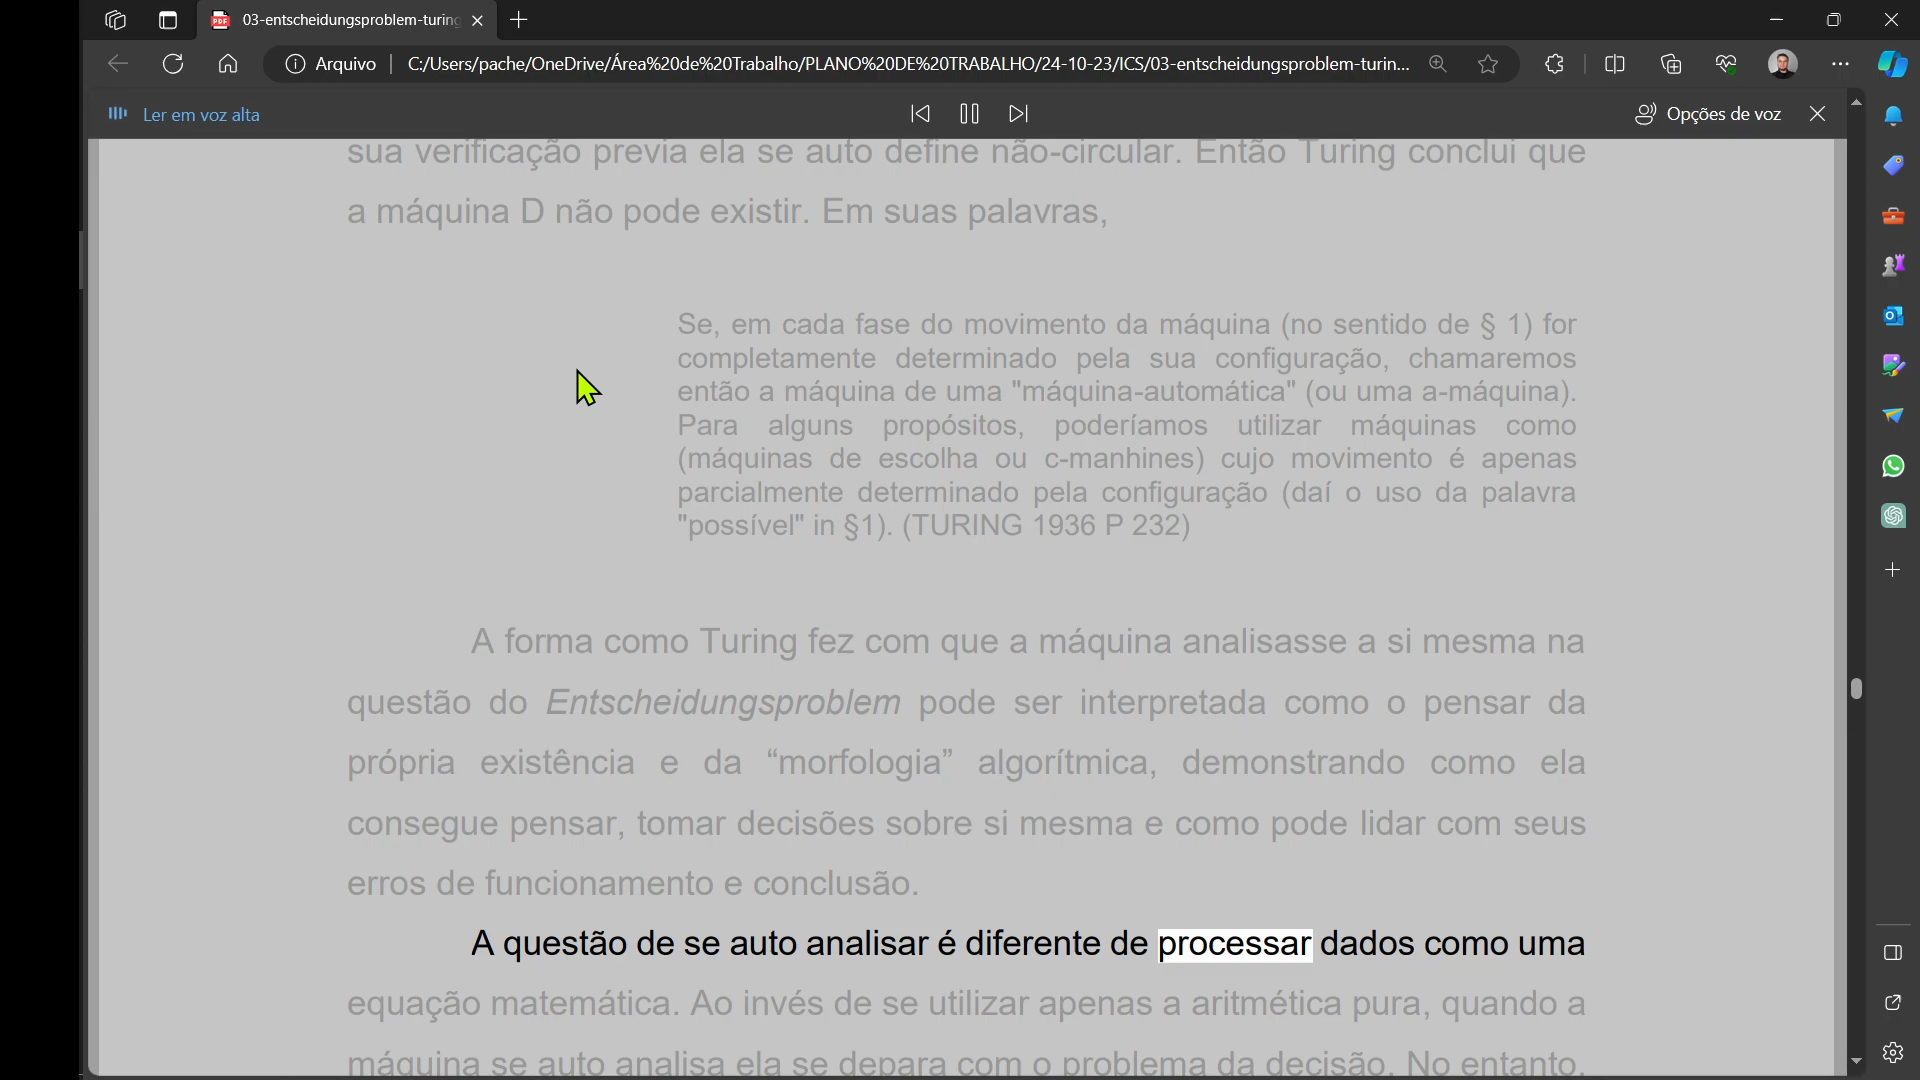 03-entscheidungsproblem-turing
Arquivo
C:/Users/pache/OneDrive/Área%20de%20Trabalho/PLANO%20DE%20TRABALHO/24-10-23/ICS/03-entscheidungsproblem-turin...
Ler em voz alta
Opções de voz
sua verificação previa ela se auto define não-circular. Então Turing conclui que
a máquina D não pode existir. Em suas palavras,
Se, em cada fase do movimento da máquina (no sentido de § 1) for
completamente determinado pela sua configuração, chamaremos
então a máquina de uma "máquina-automática" (ou uma a-máquina).
Para alguns propósitos, poderíamos utilizar máquinas como
(máquinas de escolha ou c-manhines) cujo movimento é apenas
parcialmente determinado pela configuração (daí o uso da palavra
"possível" in §1). (TURING 1936 P 232)
A forma como Turing fez com que a máquina analisasse a si mesma na
questão do Entscheidungsproblem pode ser interpretada como o pensar da
própria existência e da “morfologia” algorítmica, demonstrando como ela
consegue pensar, tomar decisões sobre si mesma e como pode lidar com seus
erros de funcionamento e conclusão.
A questão de se auto analisar é diferente de processar dados como uma
equação matemática. Ao invés de se utilizar apenas a aritmética pura, quando a
máquina se auto analisa ela se depara com o problema da decisão. No entanto,